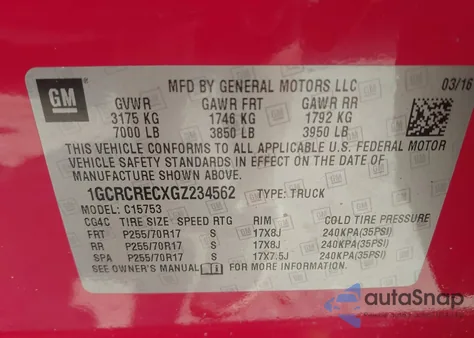 GM
MFD BY GENERAL MOTORS LLC 03/16
GVWR GAWR FRT GAWR RR
3175 KG 1746 KG 1792 KG
7000 LB 3850 LB 3950 LB
THIS VEHICLE CONFORMS TO ALL APPLICABLE U.S. FEDERAL MOTOR
VEHICLE SAFETY STANDARDS IN EFFECT ON THE DATE OF
MANUFACTURE SHOWN ABOVE.
1GCRCRECXGZ234562 TYPE: TRUCK
MODEL: C15753
CG4C TIRE SIZE SPEED RTG RIM COLD TIRE PRESSURE
FRT P255/70R17 S 17X8J 240KPA(35PSI)
RR P255/70R17 S 17X8J 240KPA(35PSI)
SPA P255/70R17 S 17X7.5J 240KPA(35PSI)
SEE OWNER'S MANUAL FOR MORE INFORMATION.
autoSnap